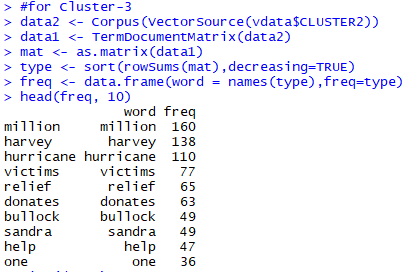 > #for Cluster-3
> data2 <- Corpus(VectorSource(vdata$CLUSTER2))
> data1 <- TermDocumentMatrix(data2)
> mat <- as.matrix(data1)
> type <- sort(rowSums(mat),decreasing=TRUE)
> freq <- data.frame(word = names(type),freq=type)
> head(freq, 10)
word freq
million million 160
harvey harvey 138
hurricane hurricane 110
victims victims 77
relief relief 65
donates donates 63
bullock bullock 49
sandra sandra 49
help help 47
one one 36